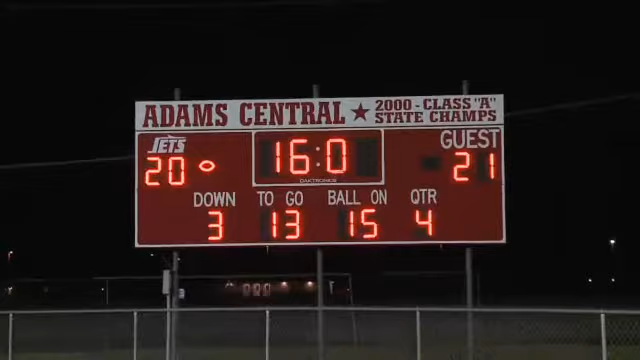 ADAMS CENTRAL ★ 2000 - CLASS "A"
STATE CHAMPS
JETS GUEST
20 16:0 21
DAKTRONICS
DOWN TO GO BALL ON QTR
3 13 15 4